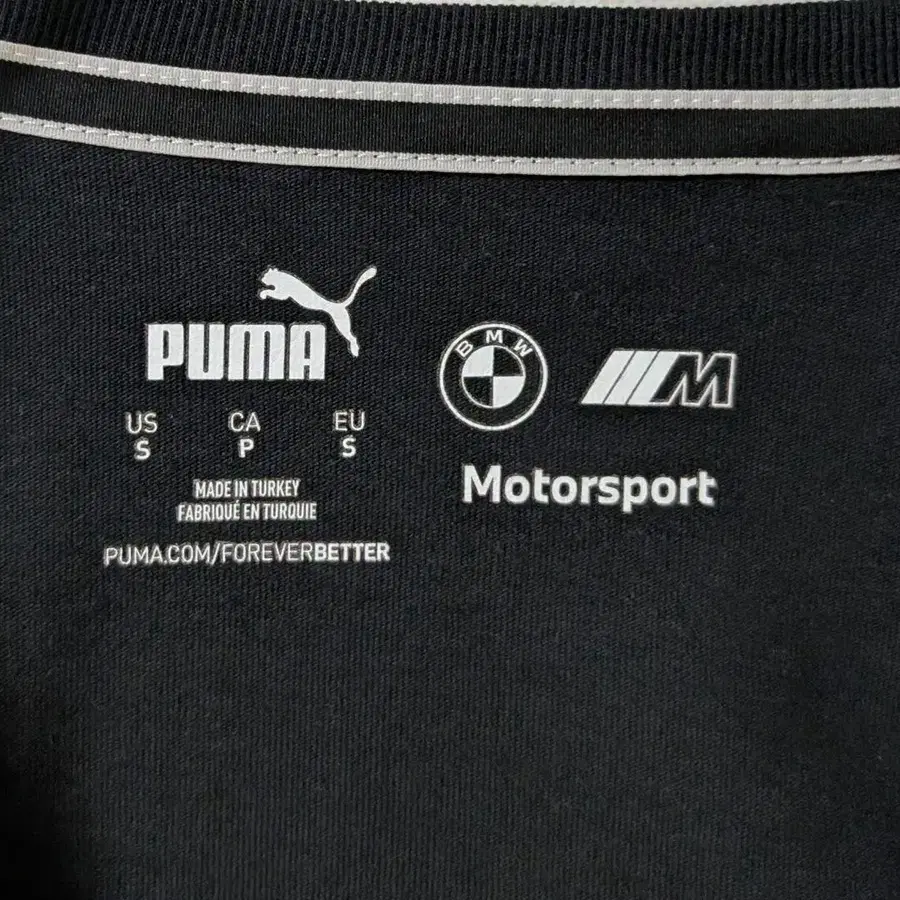 PUMA
US CA EU
S P S
MADE IN TURKEY
FABRIQUÉ EN TURQUIE
PUMA.COM/FOREVERBETTER
BMW
M
Motorsport